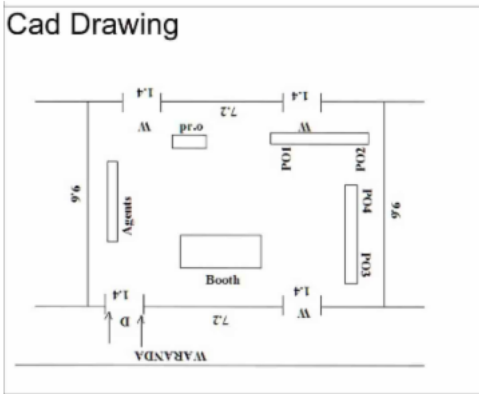 Cad Drawing
1.4
7.2
1.4
W
pr.o
W
PO1
PO2
9.6
Agents
PO4
PO3
9.6
Booth
1.4
D
7.2
1.4
W
WARANDA